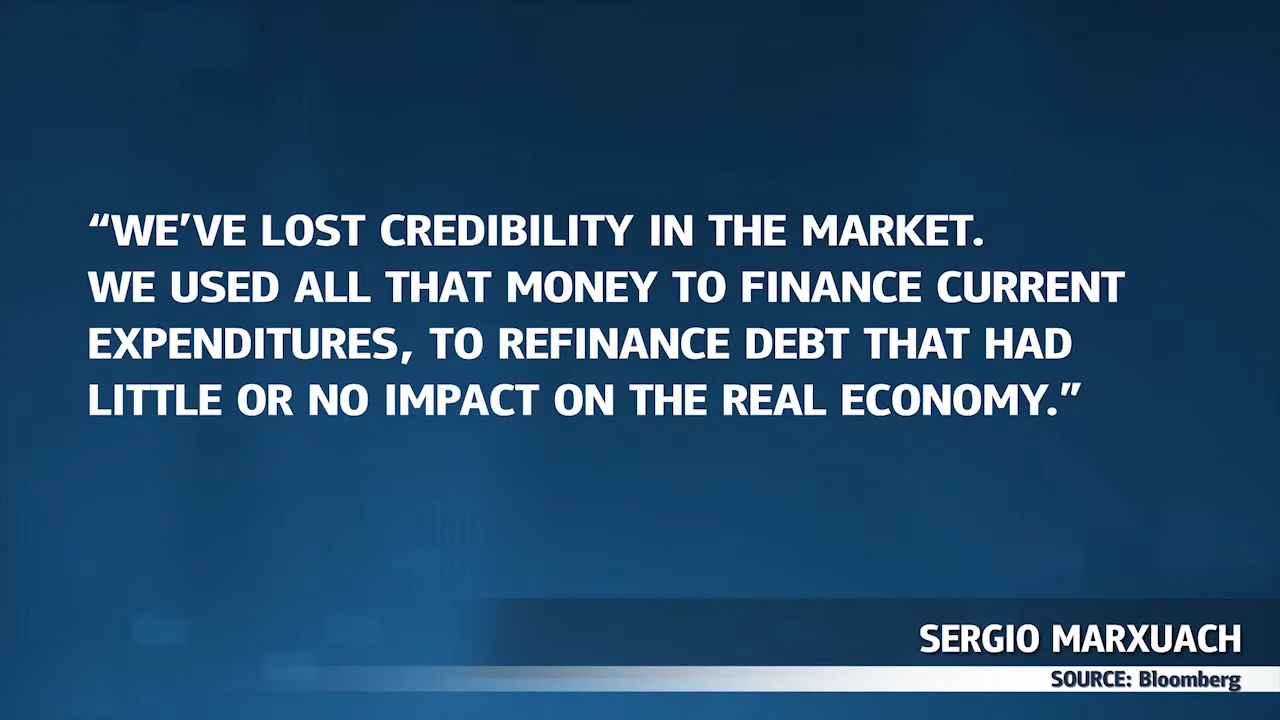 “WE’VE LOST CREDIBILITY IN THE MARKET.
WE USED ALL THAT MONEY TO FINANCE CURRENT
EXPENDITURES, TO REFINANCE DEBT THAT HAD
LITTLE OR NO IMPACT ON THE REAL ECONOMY.”
SERGIO MARXUACH
SOURCE: Bloomberg